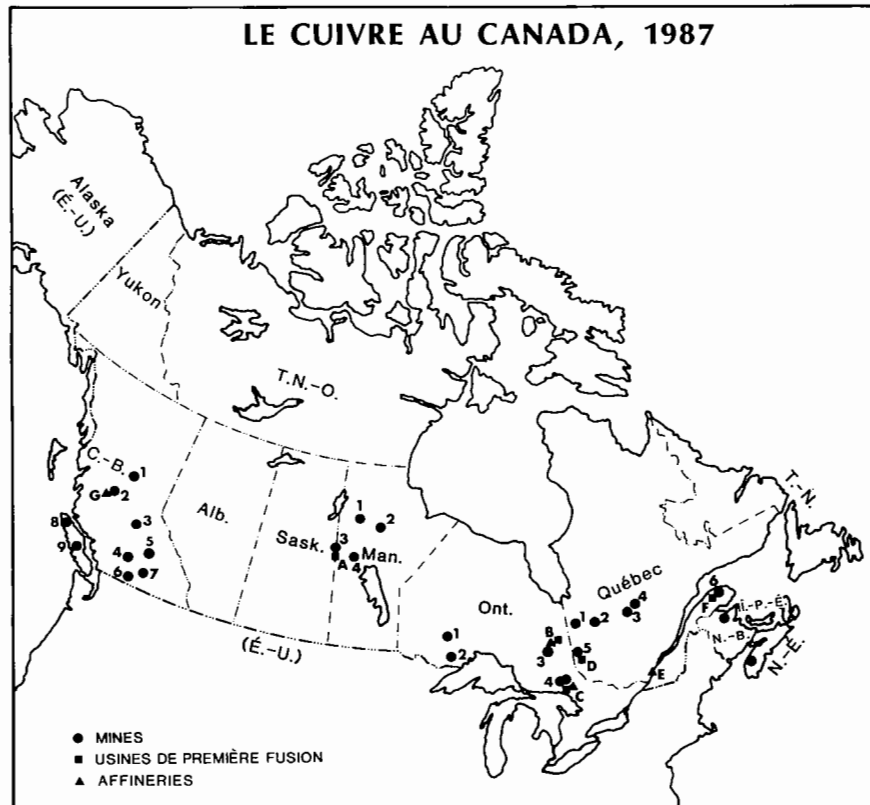 LE CUIVRE AU CANADA, 1987
Alaska
(É.-U.)
Yukon
T.N.-O.
C.-B.
1
G
2
8
3
9
4
5
6
7
Alb.
Sask.
1
2
3
Man.
A
4
(É.-U.)
Ont.
1
2
B
3
4
C
Québec
1
2
4
3
5
D
E
6
F
Î.-P.-É.
N.-B.
N.-É.
T.-N.
MINES
USINES DE PREMIÈRE FUSION
AFFINERIES